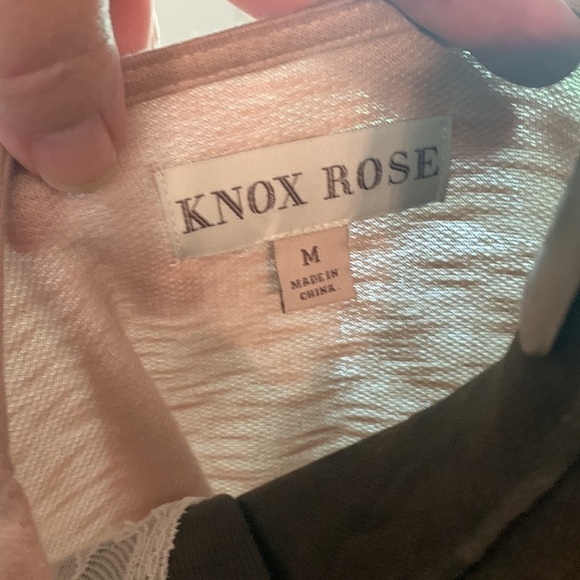 KNOX ROSE
M
MADE IN
CHINA.